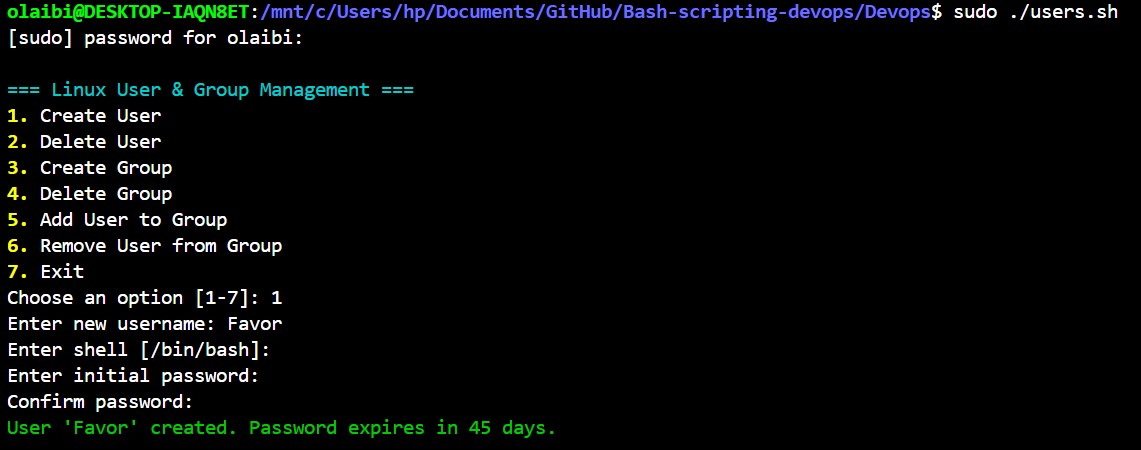 olaibi@DESKTOP-IAQN8ET:/mnt/c/Users/hp/Documents/GitHub/Bash-scripting-devops/Devops$ sudo ./users.sh
[sudo] password for olaibi:
=== Linux User & Group Management ===
1. Create User
2. Delete User
3. Create Group
4. Delete Group
5. Add User to Group
6. Remove User from Group
7. Exit
Choose an option [1-7]: 1
Enter new username: Favor
Enter shell [/bin/bash]:
Enter initial password:
Confirm password:
User 'Favor' created. Password expires in 45 days.